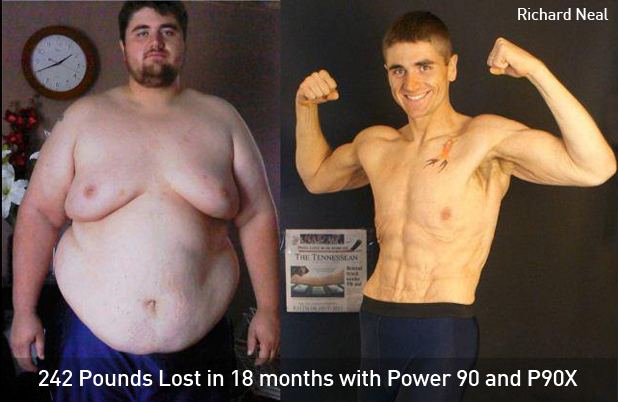 Richard Neal
THE TENNESSEAN
242 Pounds Lost in 18 months with Power 90 and P90X